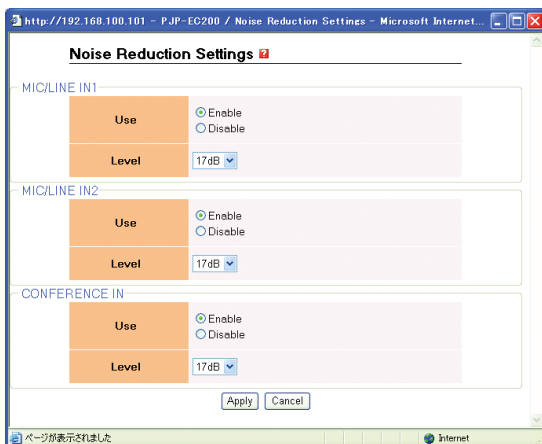 http://192.168.100.101 - PJP-EC200 / Noise Reduction Settings - Microsoft Internet...
Noise Reduction Settings ?
MIC/LINE IN1
Use
Enable
Disable
Level
17dB
MIC/LINE IN2
Use
Enable
Disable
Level
17dB
CONFERENCE IN
Use
Enable
Disable
Level
17dB
Apply Cancel
ページが表示されました Internet